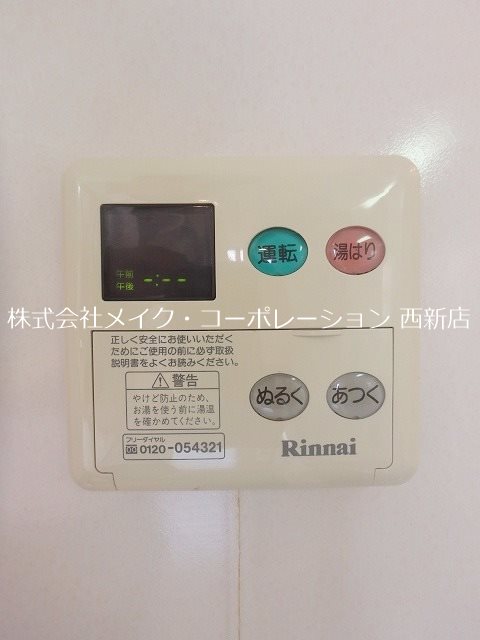 運転
湯はり
午前
午後 -:--
株式会社メイク・コーポレーション 西新店
正しく安全にお使いいただく
ためにご使用の前に必ず取扱
説明書をよくお読みください。
警告
やけど防止のため、
お湯を使う前に湯温
を確かめてください。
フリーダイヤル
0120-054321
ぬるく
あつく
Rinnai